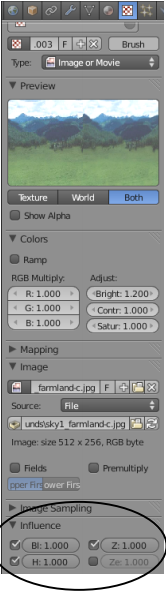 .003 F Brush
Type: Image or Movie
Preview
Texture World Both
Show Alpha
Colors
Ramp
RGB Multiply: Adjust:
R: 1.000 Bright: 1.200
G: 1.000 Contr: 1.000
B: 1.000 Satur: 1.000
Mapping
Image
_farmland-c.jpg F
Source: File
unds\sky1_farmland-c.jpg
Image: size 512 x 256, RGB byte
Fields Premultiply
pper Firs ower Firs
Image Sampling
Influence
Bl: 1.000 Z: 1.000
H: 1.000 Ze: 1.000